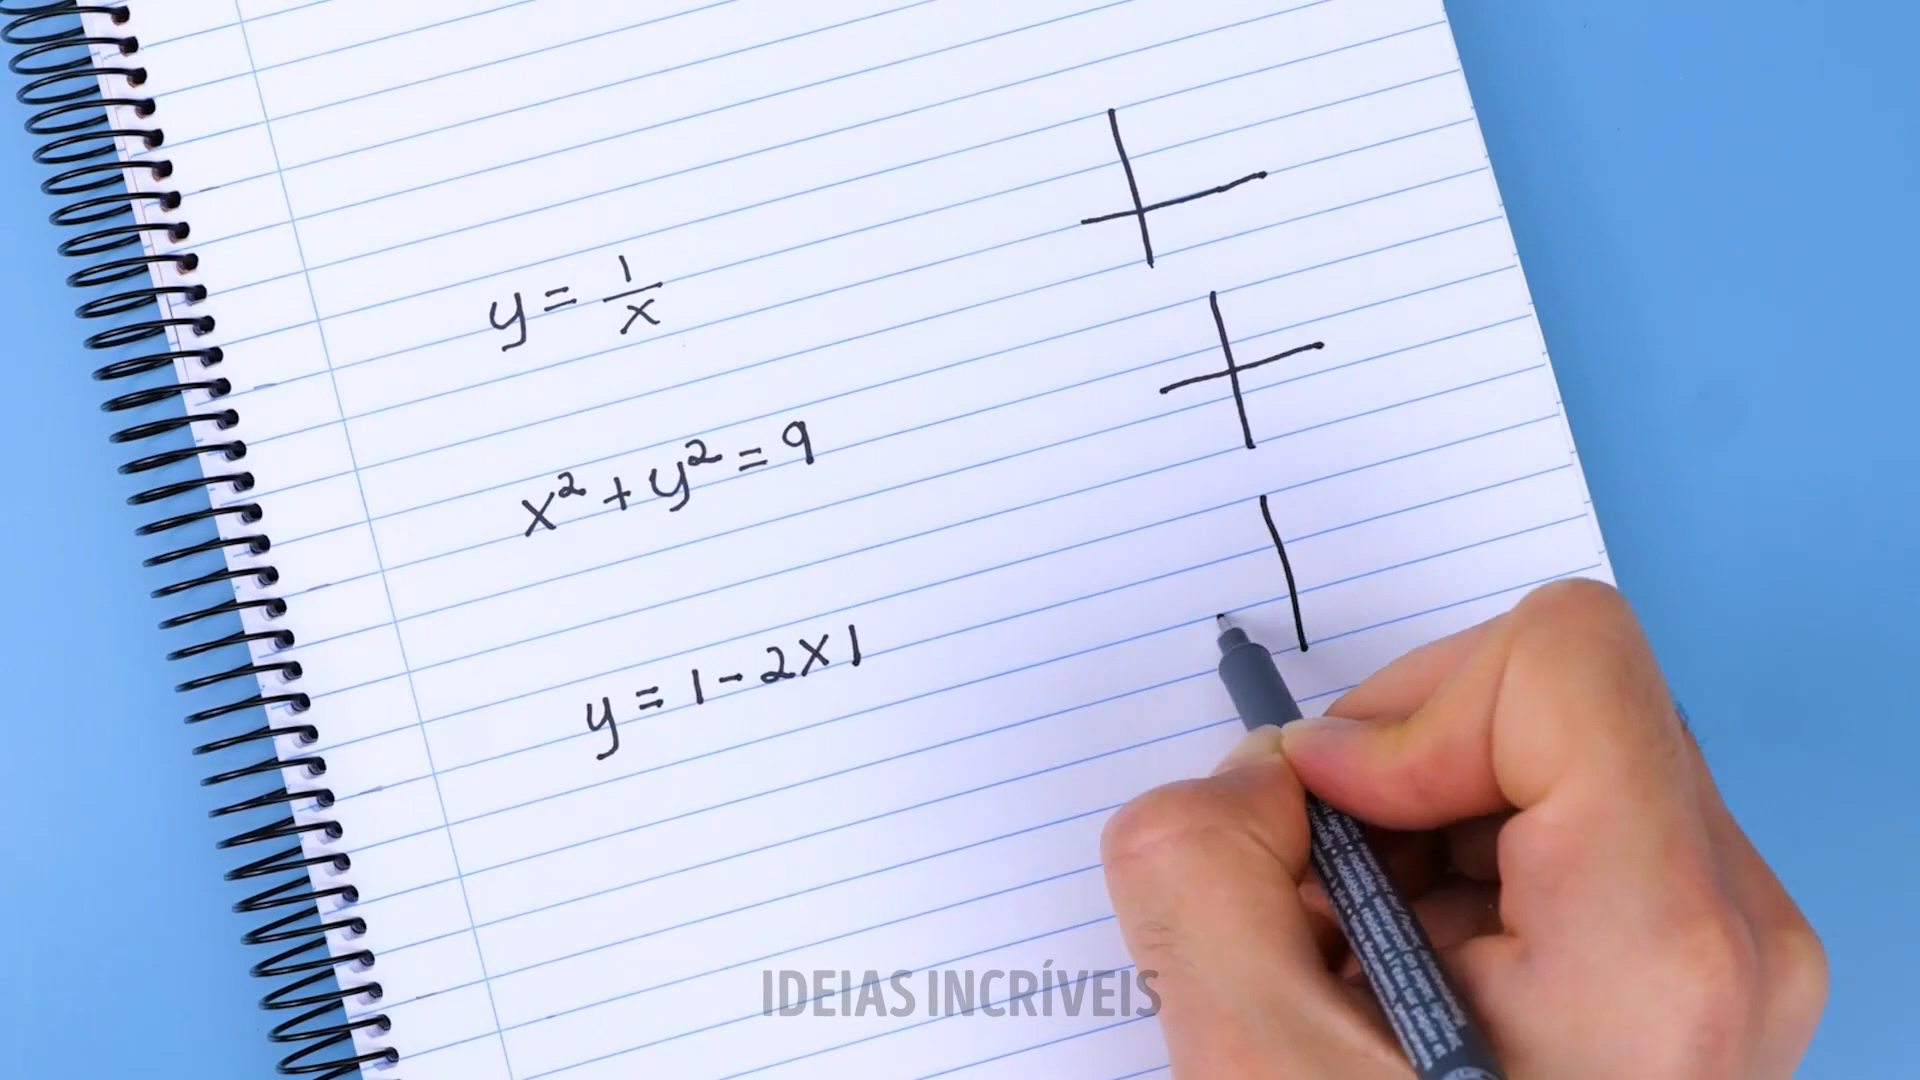 y = 1/x
x² + y² = 9
y = 1 - 2x1
IDEIAS INCRÍVEIS